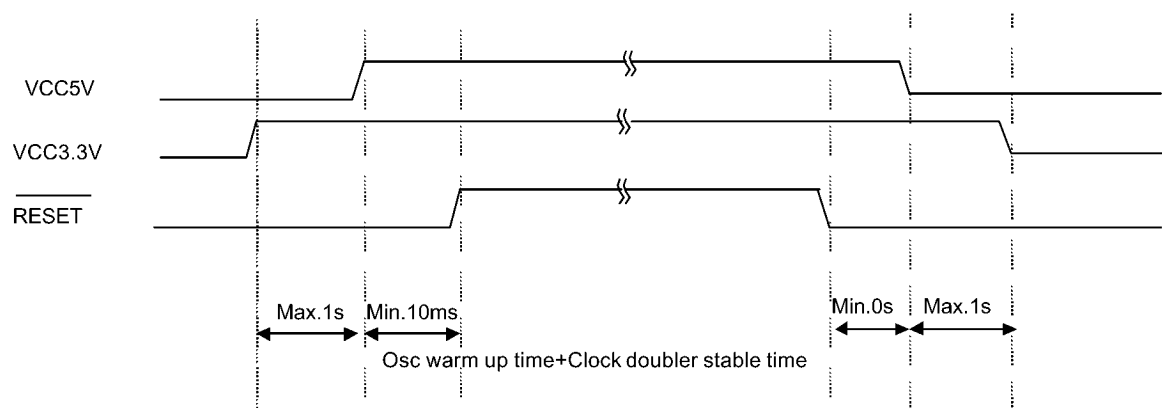 VCC5V
VCC3.3V
RESET
Max.1s
Min.10ms
Min.0s
Max.1s
Osc warm up time+Clock doubler stable time